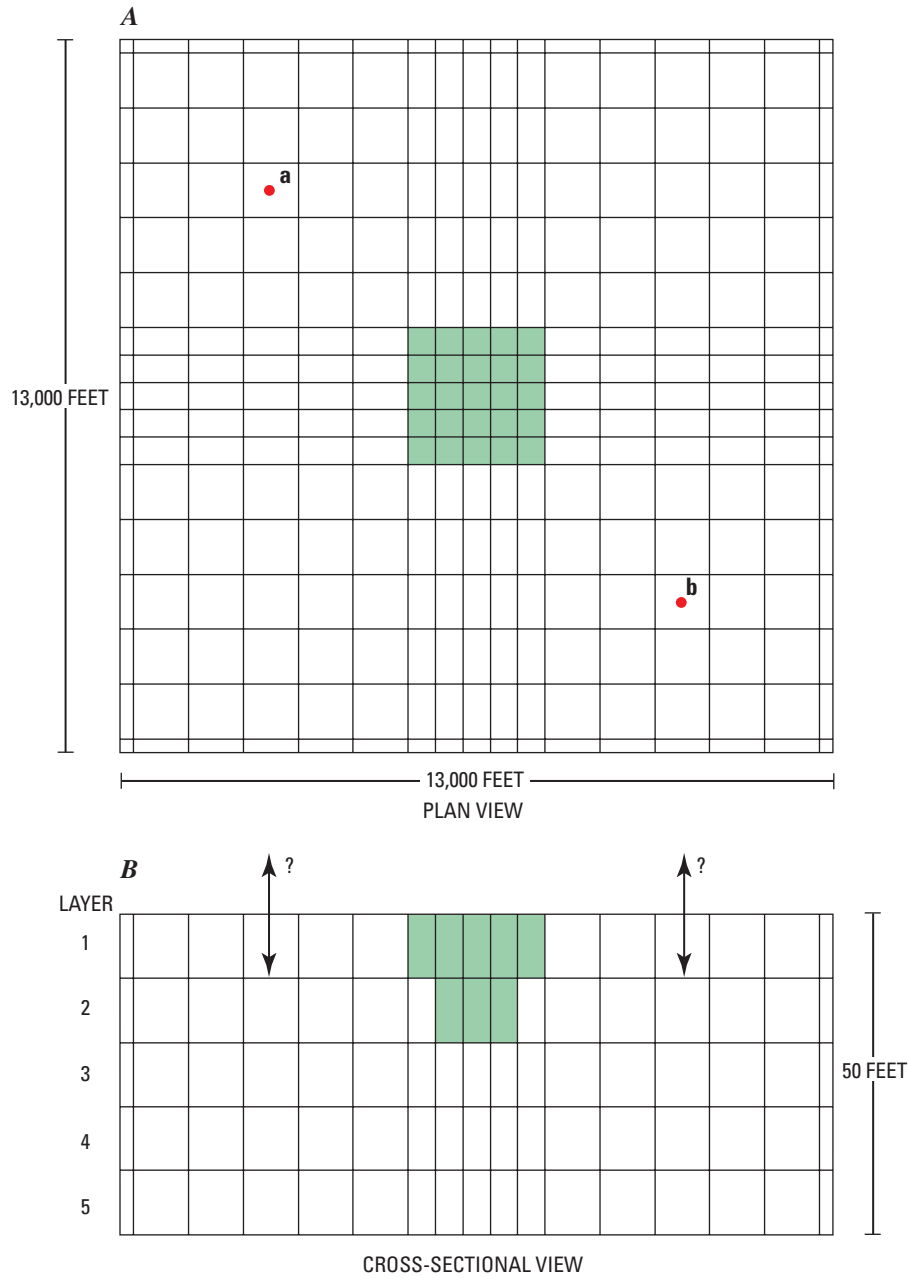 A
a
13,000 FEET
b
13,000 FEET
PLAN VIEW
B
? ?
LAYER
1
2
3
50 FEET
4
5
CROSS-SECTIONAL VIEW